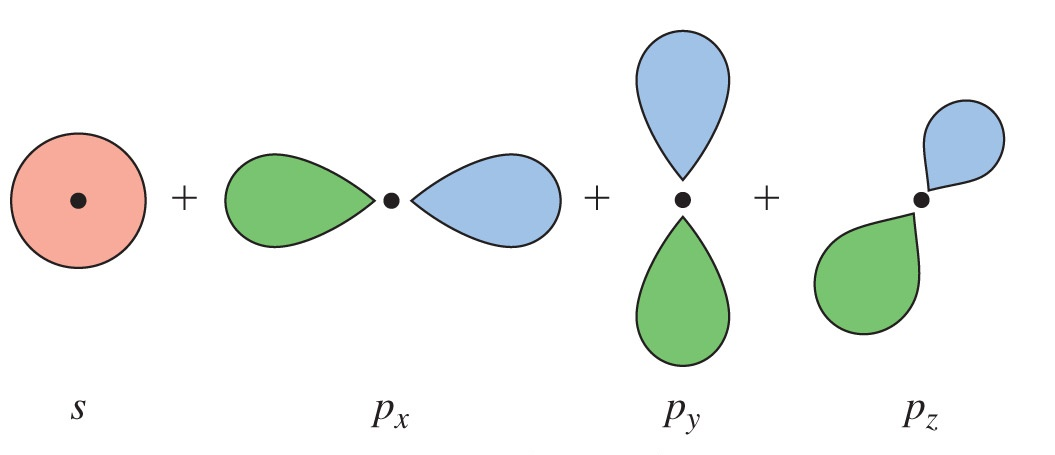 + + +
s p_x p_y p_z